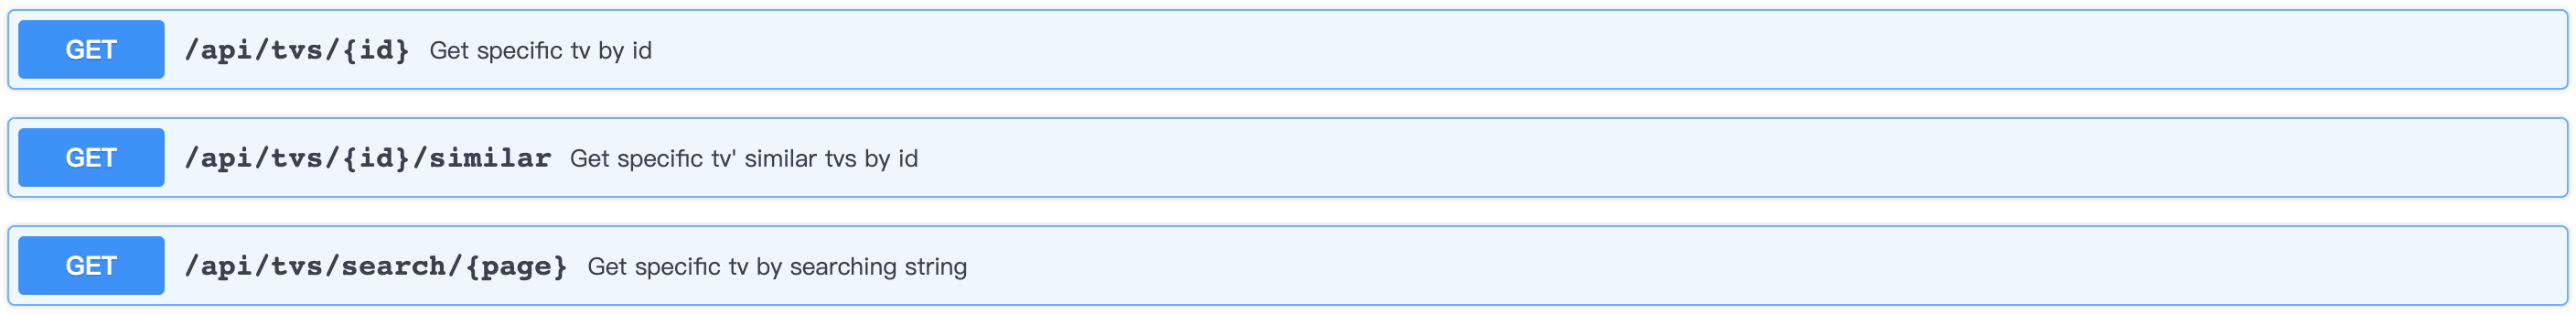 GET /api/tvs/{id} Get specific tv by id
GET /api/tvs/{id}/similar Get specific tv' similar tvs by id
GET /api/tvs/search/{page} Get specific tv by searching string